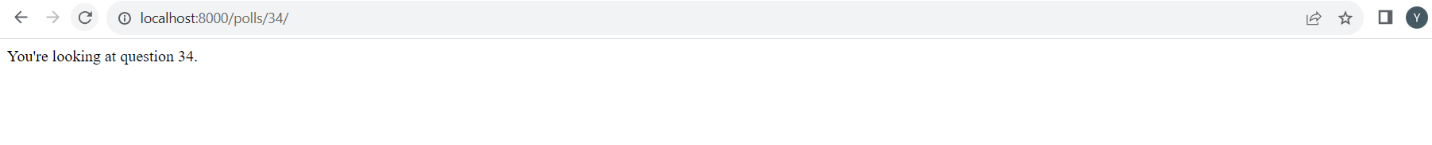 localhost:8000/polls/34/
Y
You're looking at question 34.